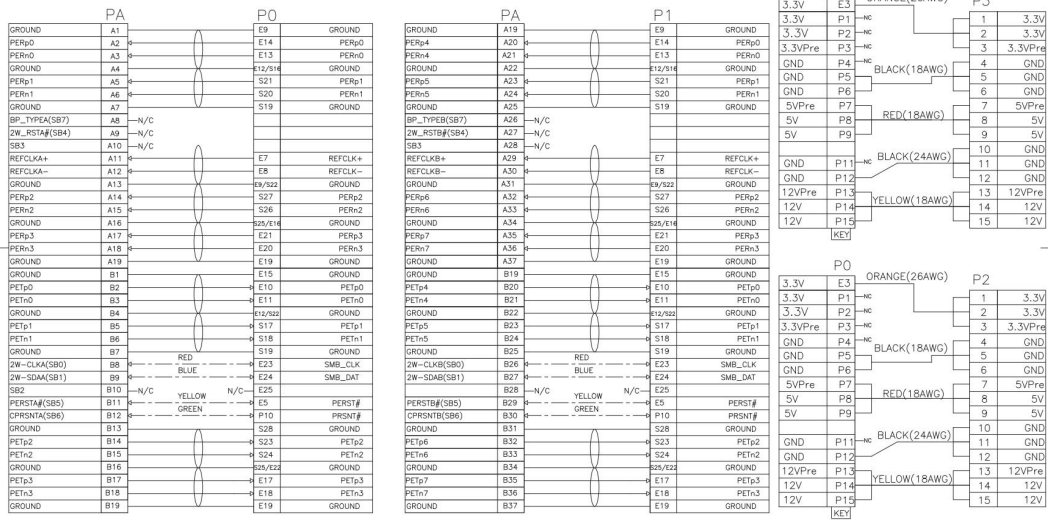 PA P0
GROUND A1 E9 GROUND
PERp0 A2 E14 PERp0
PERn0 A3 E13 PERn0
GROUND A4 E12/S16 GROUND
PERp1 A5 S21 PERp1
PERn1 A6 S20 PERn1
GROUND A7 S19 GROUND
BP_TYPEA(SB7) A8 N/C
2W_RSTA#(SB4) A9 N/C
SB3 A10 N/C
REFCLKA+ A11 E7 REFCLK+
REFCLKA- A12 E8 REFCLK-
GROUND A13 E9/S22 GROUND
PERp2 A14 S27 PERp2
PERn2 A15 S26 PERn2
GROUND A16 S25/E16 GROUND
PERp3 A17 E21 PERp3
PERn3 A18 E20 PERn3
GROUND A19 E19 GROUND
GROUND B1 E15 GROUND
PETp0 B2 E10 PETp0
PETn0 B3 E11 PETn0
GROUND B4 E12/S22 GROUND
PETp1 B5 S17 PETp1
PETn1 B6 S18 PETn1
GROUND B7 S19 GROUND
2W-CLKA(SB0) B8 RED E23 SMB_CLK
2W-SDAA(SB1) B9 BLUE E24 SMB_DAT
SB2 B10 N/C N/C E25
PERSTA#(SB5) B11 YELLOW E5 PERST#
CPRSNTA(SB6) B12 GREEN P10 PRSNT#
GROUND B13 S28 GROUND
PETp2 B14 S23 PETp2
PETn2 B15 S24 PETn2
GROUND B16 S25/E22 GROUND
PETp3 B17 E17 PETp3
PETn3 B18 E18 PETn3
GROUND B19 E19 GROUND
PA P1
GROUND A19 E9 GROUND
PERp4 A20 E14 PERp0
PERn4 A21 E13 PERn0
GROUND A22 E12/S16 GROUND
PERp5 A23 S21 PERp1
PERn5 A24 S20 PERn1
GROUND A25 S19 GROUND
BP_TYPEB(SB7) A26 N/C
2W_RSTB#(SB4) A27 N/C
SB3 A28 N/C
REFCLKB+ A29 E7 REFCLK+
REFCLKB- A30 E8 REFCLK-
GROUND A31 E9/S22 GROUND
PERp6 A32 S27 PERp2
PERn6 A33 S26 PERn2
GROUND A34 S25/E16 GROUND
PERp7 A35 E21 PERp3
PERn7 A36 E20 PERn3
GROUND A37 E19 GROUND
GROUND B19 E15 GROUND
PETp4 B20 E10 PETp0
PETn4 B21 E11 PETn0
GROUND B22 E12/S22 GROUND
PETp5 B23 S17 PETp1
PETn5 B24 S18 PETn1
GROUND B25 S19 GROUND
2W-CLKB(SB0) B26 RED E23 SMB_CLK
2W-SDAB(SB1) B27 BLUE E24 SMB_DAT
SB2 B28 N/C N/C E25
PERSTB#(SB5) B29 YELLOW E5 PERST#
CPRSNTB(SB6) B30 GREEN P10 PRSNT#
GROUND B31 S28 GROUND
PETp6 B32 S23 PETp2
PETn6 B33 S24 PETn2
GROUND B34 S25/E22 GROUND
PETp7 B35 E17 PETp3
PETn7 B36 E18 PETn3
GROUND B37 E19 GROUND
3.3V E3
3.3V P1 NC 1 3.3V
3.3V P2 NC 2 3.3V
3.3VPre P3 NC 3 3.3VPre
GND P4 NC BLACK(18AWG) 4 GND
GND P5 5 GND
GND P6 6 GND
5VPre P7 7 5VPre
5V P8 RED(18AWG) 8 5V
5V P9 9 5V
10 GND
GND P11 NC BLACK(24AWG) 11 GND
GND P12 12 GND
12VPre P13 13 12VPre
12V P14 YELLOW(18AWG) 14 12V
12V P15 15 12V
KEY
P0 P2
3.3V E3 ORANGE(26AWG)
3.3V P1 NC 1 3.3V
3.3V P2 NC 2 3.3V
3.3VPre P3 NC 3 3.3VPre
GND P4 NC BLACK(18AWG) 4 GND
GND P5 5 GND
GND P6 6 GND
5VPre P7 7 5VPre
5V P8 RED(18AWG) 8 5V
5V P9 9 5V
10 GND
GND P11 NC BLACK(24AWG) 11 GND
GND P12 12 GND
12VPre P13 13 12VPre
12V P14 YELLOW(18AWG) 14 12V
12V P15 15 12V
KEY